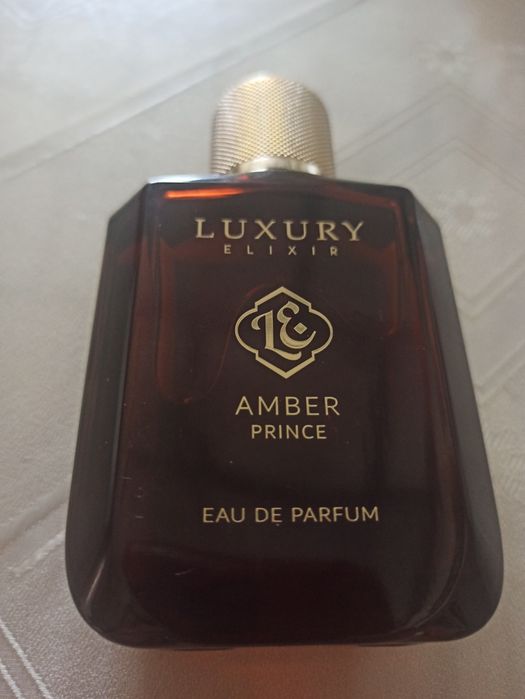 LUXURY
ELIXIR
LE
AMBER
PRINCE
EAU DE PARFUM